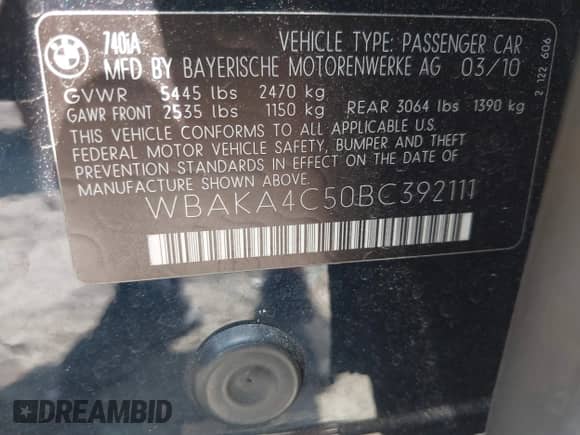 BMW
740iA VEHICLE TYPE: PASSENGER CAR
MFD BY BAYERISCHE MOTORENWERKE AG 03/10
GVWR 5445 lbs 2470 kg
GAWR FRONT 2535 lbs 1150 kg REAR 3064 lbs 1390 kg
THIS VEHICLE CONFORMS TO ALL APPLICABLE U.S.
FEDERAL MOTOR VEHICLE SAFETY, BUMPER AND THEFT
PREVENTION STANDARDS IN EFFECT ON THE DATE OF
MANUFACTURE SHOWN ABOVE.
WBAKA4C50BC392111
2 122 606
DREAMBID